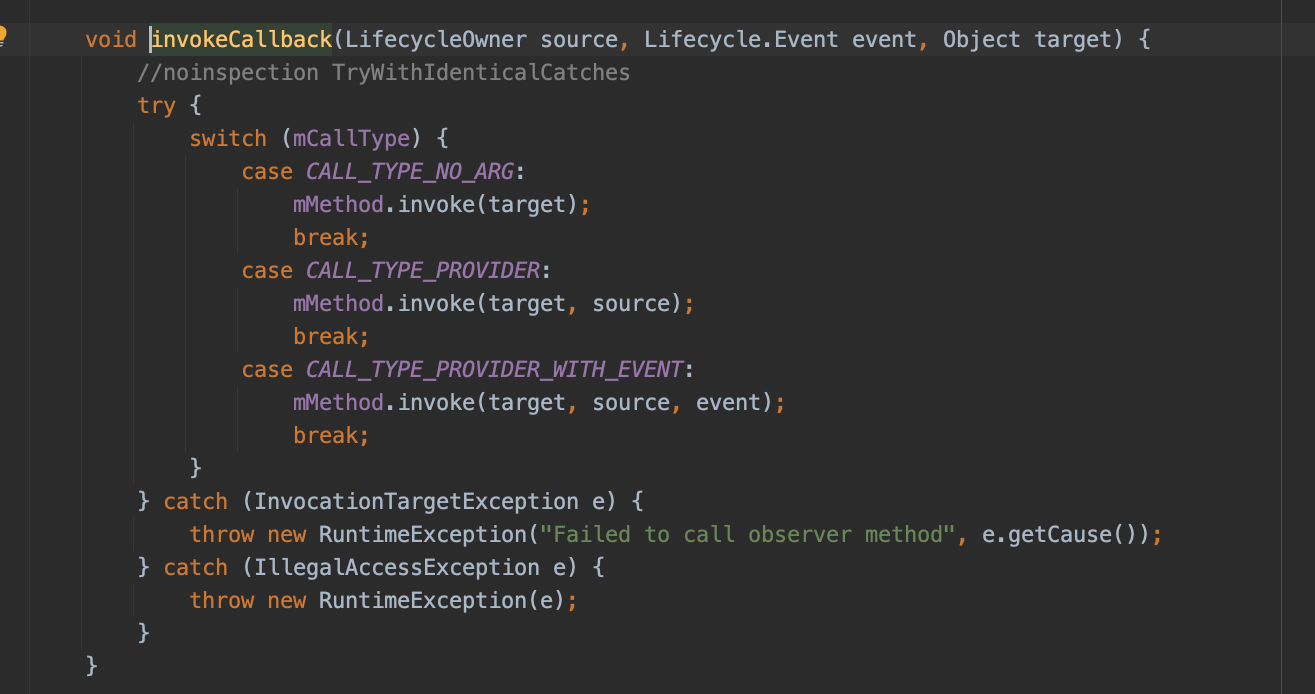 void invokeCallback(LifecycleOwner source, Lifecycle.Event event, Object target) {
//noinspection TryWithIdenticalCatches
try {
switch (mCallType) {
case CALL_TYPE_NO_ARG:
mMethod.invoke(target);
break;
case CALL_TYPE_PROVIDER:
mMethod.invoke(target, source);
break;
case CALL_TYPE_PROVIDER_WITH_EVENT:
mMethod.invoke(target, source, event);
break;
}
} catch (InvocationTargetException e) {
throw new RuntimeException("Failed to call observer method", e.getCause());
} catch (IllegalAccessException e) {
throw new RuntimeException(e);
}
}